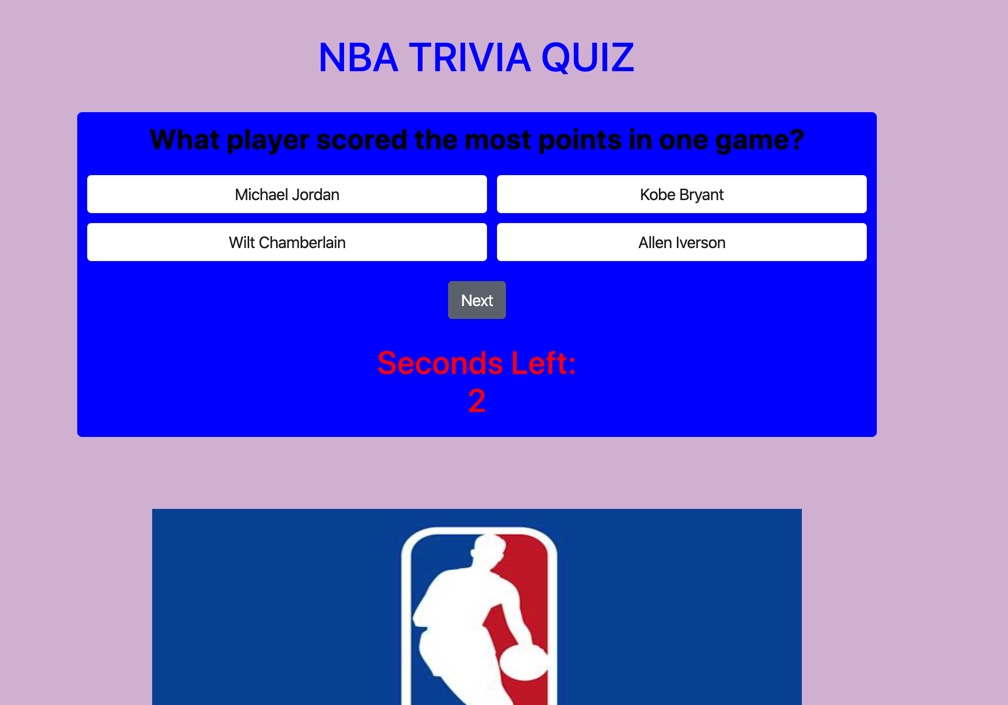 NBA TRIVIA QUIZ
What player scored the most points in one game?
Michael Jordan
Kobe Bryant
Wilt Chamberlain
Allen Iverson
Next
Seconds Left:
2